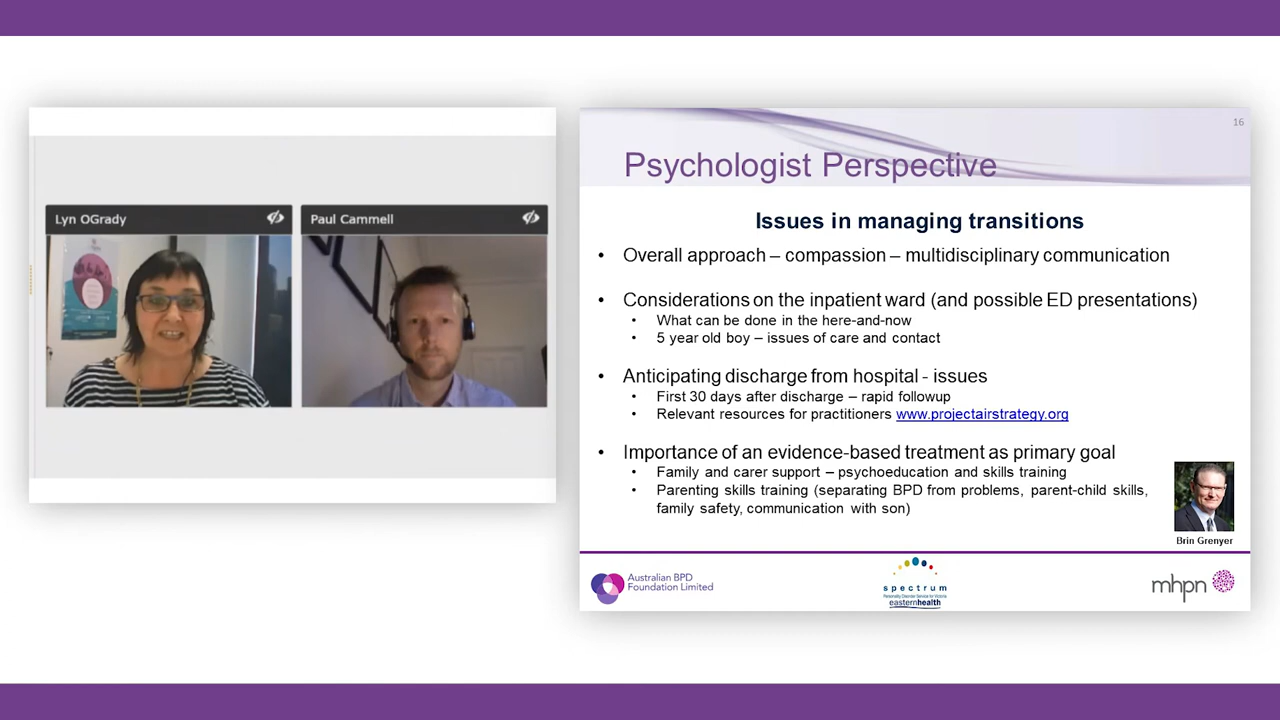 Lyn OGrady
Paul Cammell
16
Psychologist Perspective
Issues in managing transitions
• Overall approach – compassion – multidisciplinary communication
• Considerations on the inpatient ward (and possible ED presentations)
• What can be done in the here-and-now
• 5 year old boy – issues of care and contact
• Anticipating discharge from hospital - issues
• First 30 days after discharge – rapid followup
• Relevant resources for practitioners www.projectairstrategy.org
• Importance of an evidence-based treatment as primary goal
• Family and carer support – psychoeducation and skills training
• Parenting skills training (separating BPD from problems, parent-child skills,
family safety, communication with son)
Brin Grenyer
Australian BPD
Foundation Limited
spectrum
Personality Disorder Service for Victoria
easternhealth
mhpn